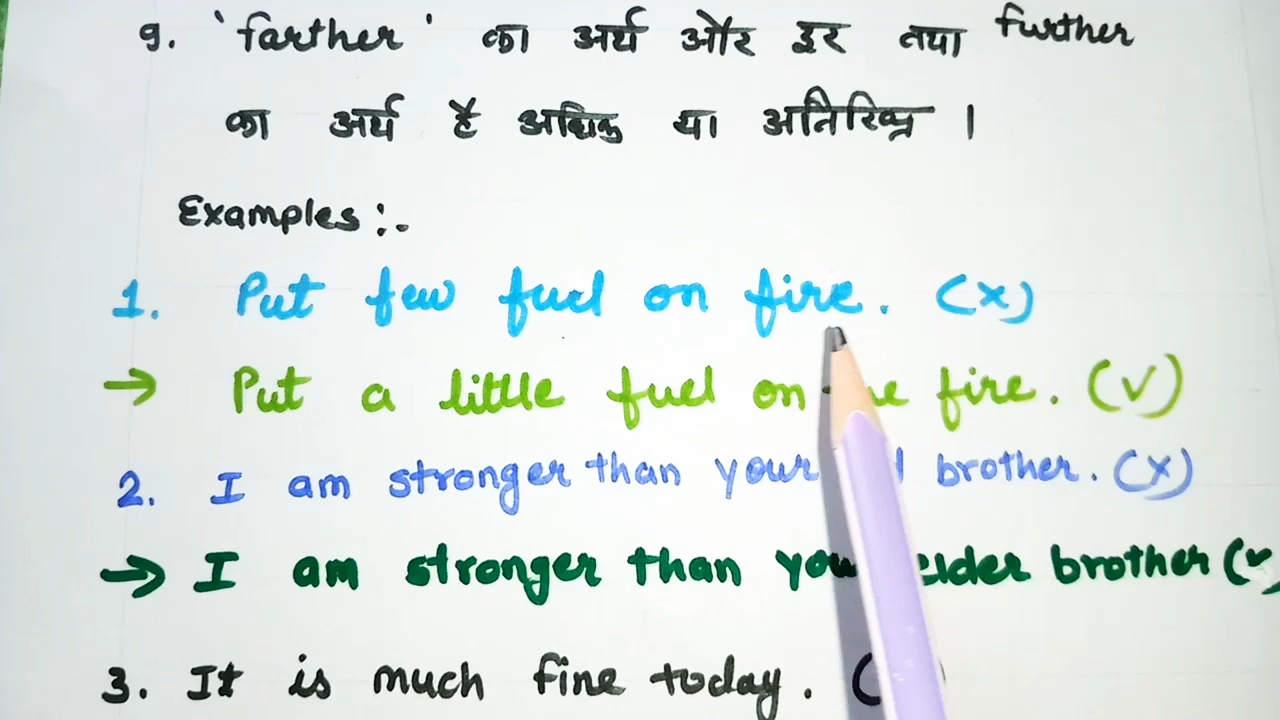 9. 'farther' का अर्थ और दूर तथा further
का अर्थ है अधिक या अतिरिक्त ।
Examples :-
1. Put few fuel on fire. (x)
→ Put a little fuel on fire. (✓)
2. I am stronger than your brother. (x)
→ I am stronger than elder brother (✓
3. It is much fine today. (